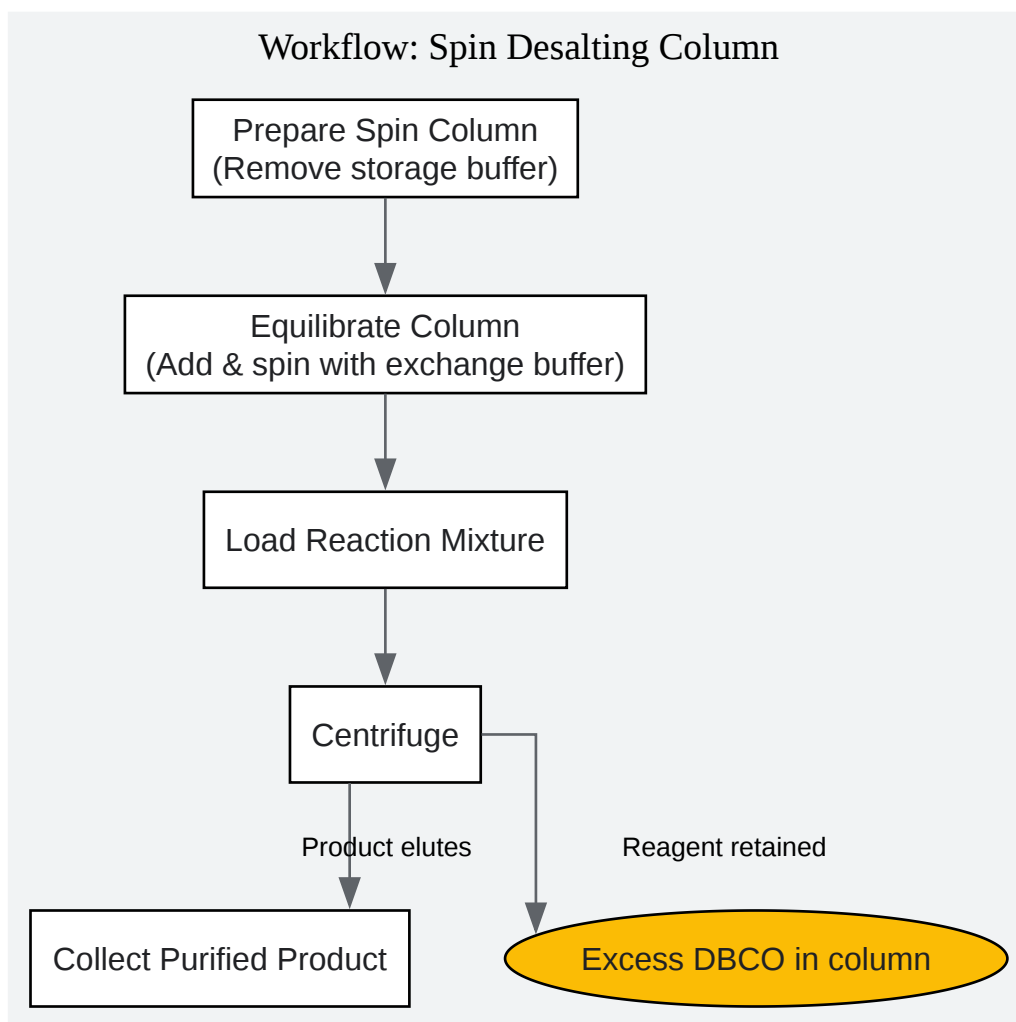 Workflow: Spin Desalting Column
Prepare Spin Column
(Remove storage buffer)
Equilibrate Column
(Add & spin with exchange buffer)
Load Reaction Mixture
Centrifuge
Product elutes
Reagent retained
Collect Purified Product
Excess DBCO in column